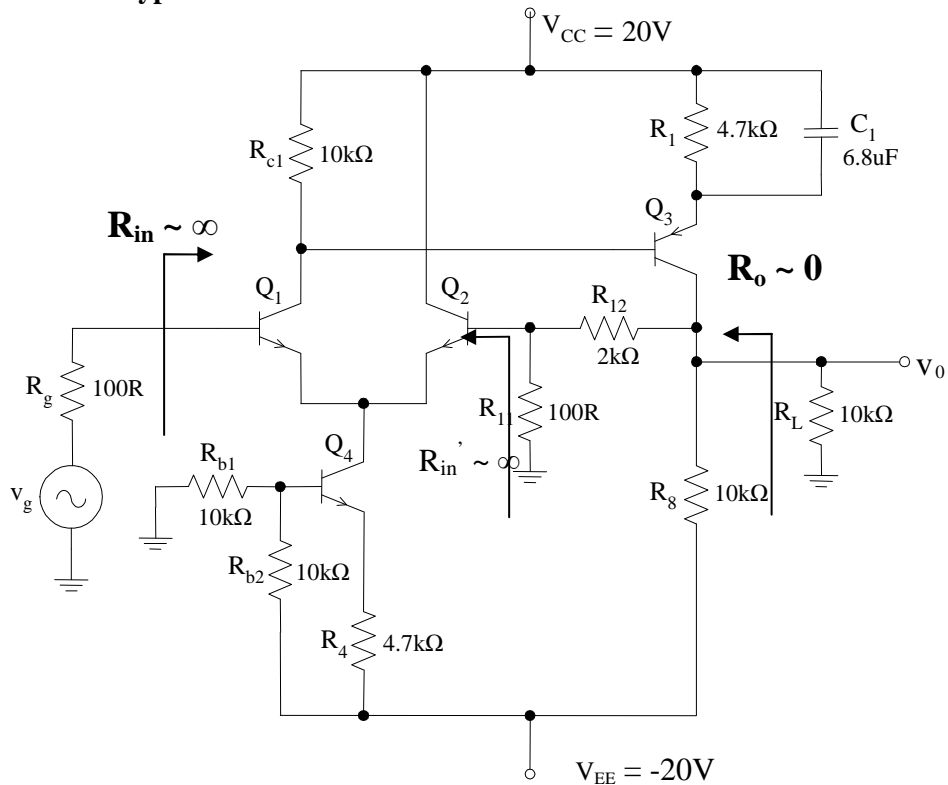 V_CC = 20V
R_c1 10kΩ
R_1 4.7kΩ
C_1
6.8uF
Q_3
R_in ~ ∞
R_o ~ 0
Q_1
Q_2
R_12
2kΩ
v_0
R_g 100R
R_11 100R
R_L 10kΩ
R_in' ~ ∞
Q_4
R_b1
10kΩ
v_g
R_8 10kΩ
R_b2 10kΩ
R_4 4.7kΩ
V_EE = -20V